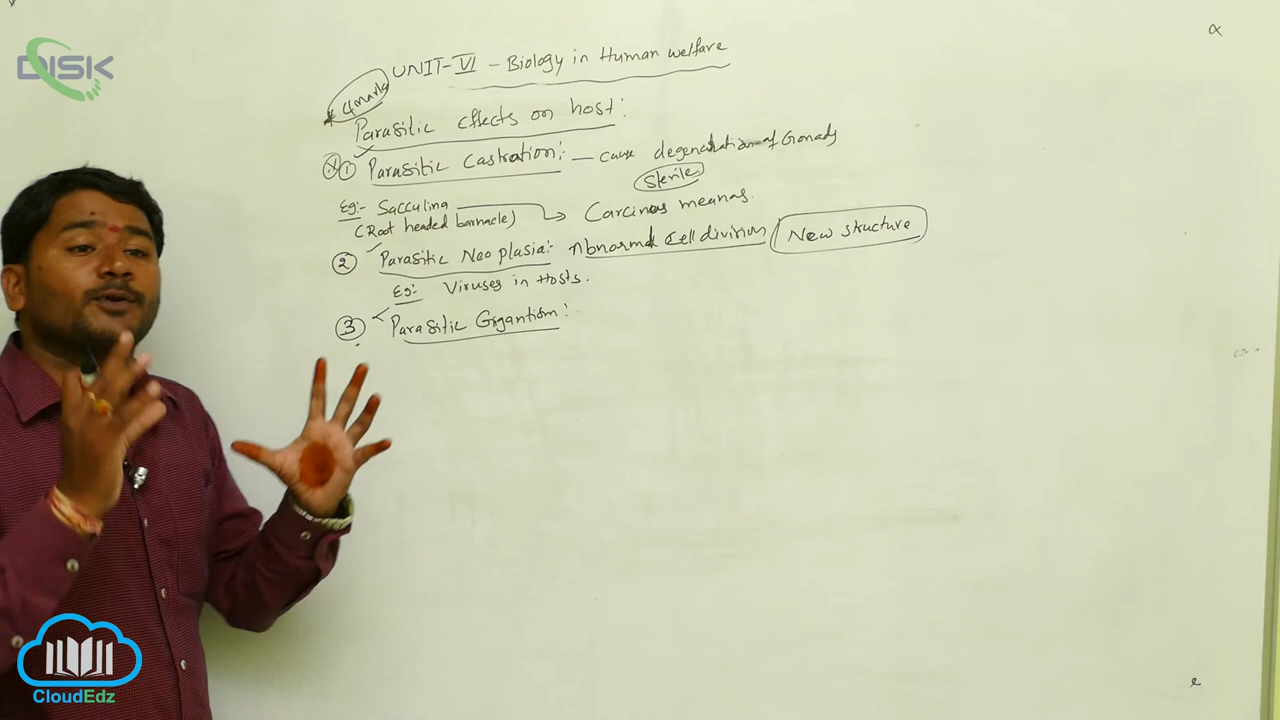 DISK
UNIT-VI - Biology in Human welfare
* 4 marks
Parasitic effects on host:
① Parasitic Castration:- cause degeneration of Gonads
Sterile
Eg:- Sacculina → Carcinus meanas.
(Root headed barnacle)
② Parasitic Neo plasia:- Abnormal Cell division New structure
Eg:- Viruses in Hosts.
③ Parasitic Gigantism:
CloudEdz